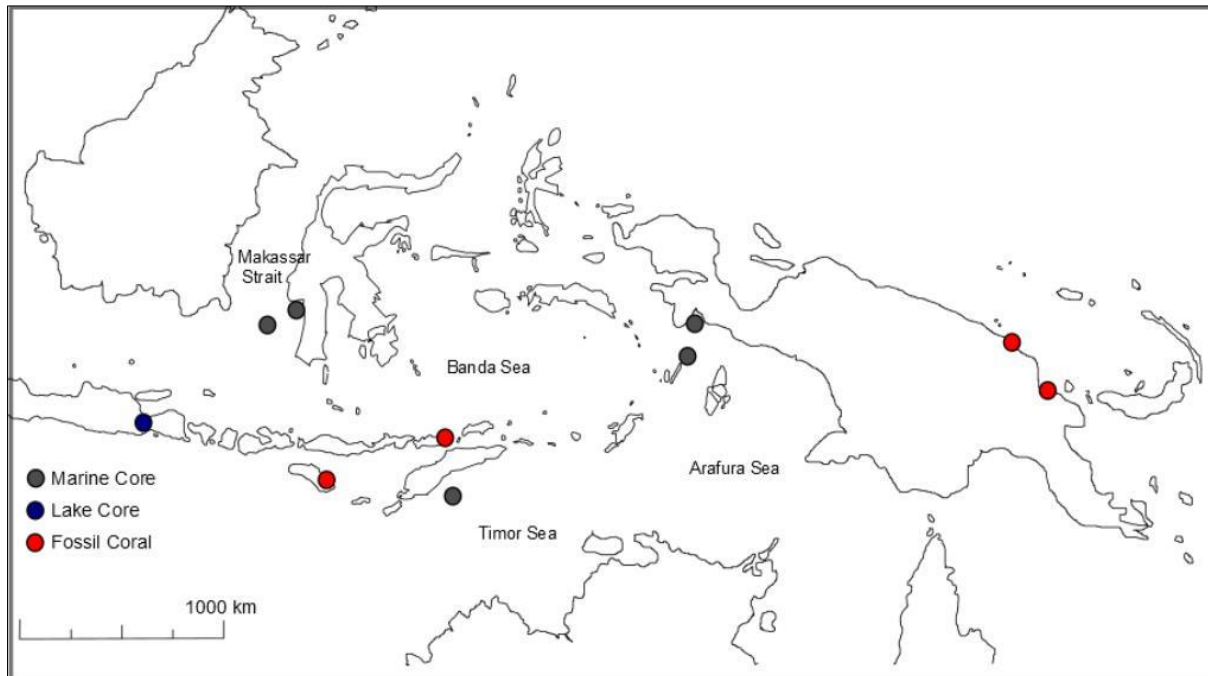 Makassar
Strait
Banda Sea
Arafura Sea
Timor Sea
Marine Core
Lake Core
Fossil Coral
1000 km